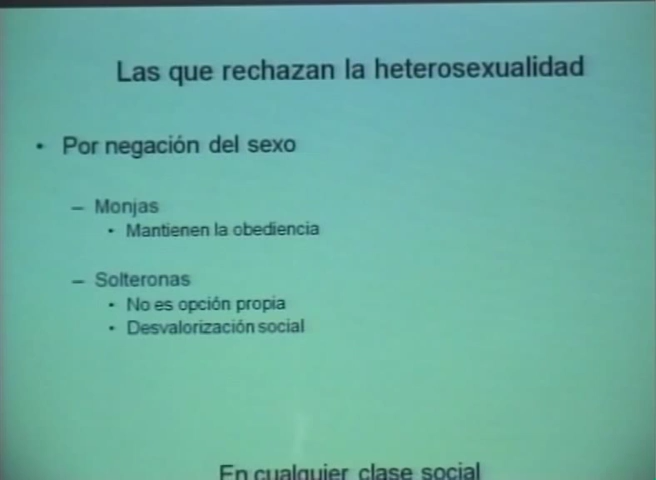 Las que rechazan la heterosexualidad
• Por negación del sexo
– Monjas
• Mantienen la obediencia
– Solteronas
• No es opción propia
• Desvalorización social
En cualquier clase social